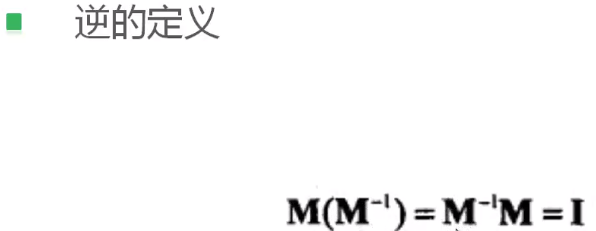 逆的定义
M(M⁻¹) = M⁻¹M = I